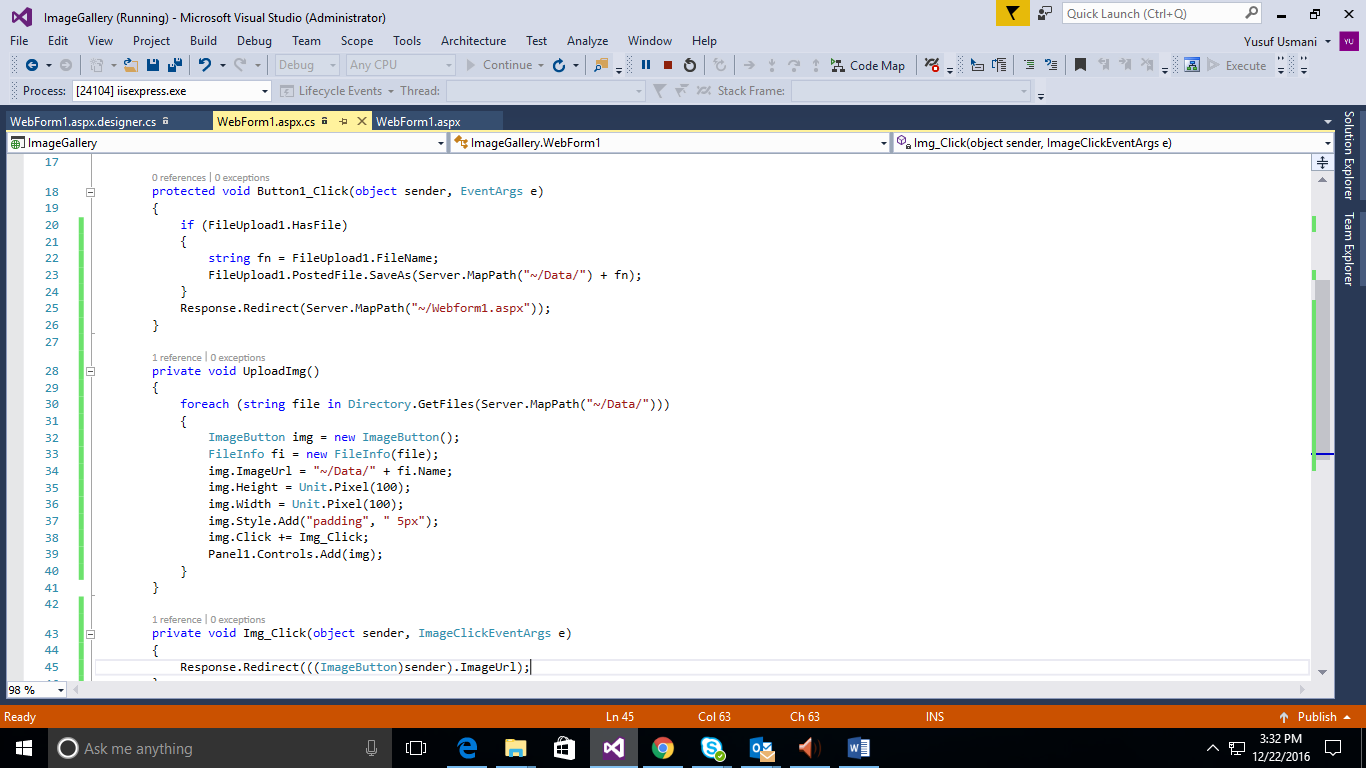 ImageGallery (Running) - Microsoft Visual Studio (Administrator)
Quick Launch (Ctrl+Q)
File Edit View Project Build Debug Team Scope Tools Architecture Test Analyze Window Help
Yusuf Usmani YU
Debug Any CPU Continue Code Map Execute
Process: [24104] iisexpress.exe Lifecycle Events Thread: Stack Frame:
WebForm1.aspx.designer.cs WebForm1.aspx.cs WebForm1.aspx
ImageGallery ImageGallery.WebForm1 Img_Click(object sender, ImageClickEventArgs e)
Solution Explorer
Team Explorer
17
0 references | 0 exceptions
18 protected void Button1_Click(object sender, EventArgs e)
19 {
20 if (FileUpload1.HasFile)
21 {
22 string fn = FileUpload1.FileName;
23 FileUpload1.PostedFile.SaveAs(Server.MapPath("~/Data/") + fn);
24 }
25 Response.Redirect(Server.MapPath("~/Webform1.aspx"));
26 }
27
1 reference | 0 exceptions
28 private void UploadImg()
29 {
30 foreach (string file in Directory.GetFiles(Server.MapPath("~/Data/")))
31 {
32 ImageButton img = new ImageButton();
33 FileInfo fi = new FileInfo(file);
34 img.ImageUrl = "~/Data/" + fi.Name;
35 img.Height = Unit.Pixel(100);
36 img.Width = Unit.Pixel(100);
37 img.Style.Add("padding", " 5px");
38 img.Click += Img_Click;
39 Panel1.Controls.Add(img);
40 }
41 }
42
1 reference | 0 exceptions
43 private void Img_Click(object sender, ImageClickEventArgs e)
44 {
45 Response.Redirect(((ImageButton)sender).ImageUrl);
98 %
Ready Ln 45 Col 63 Ch 63 INS Publish
Ask me anything
3:32 PM
12/22/2016